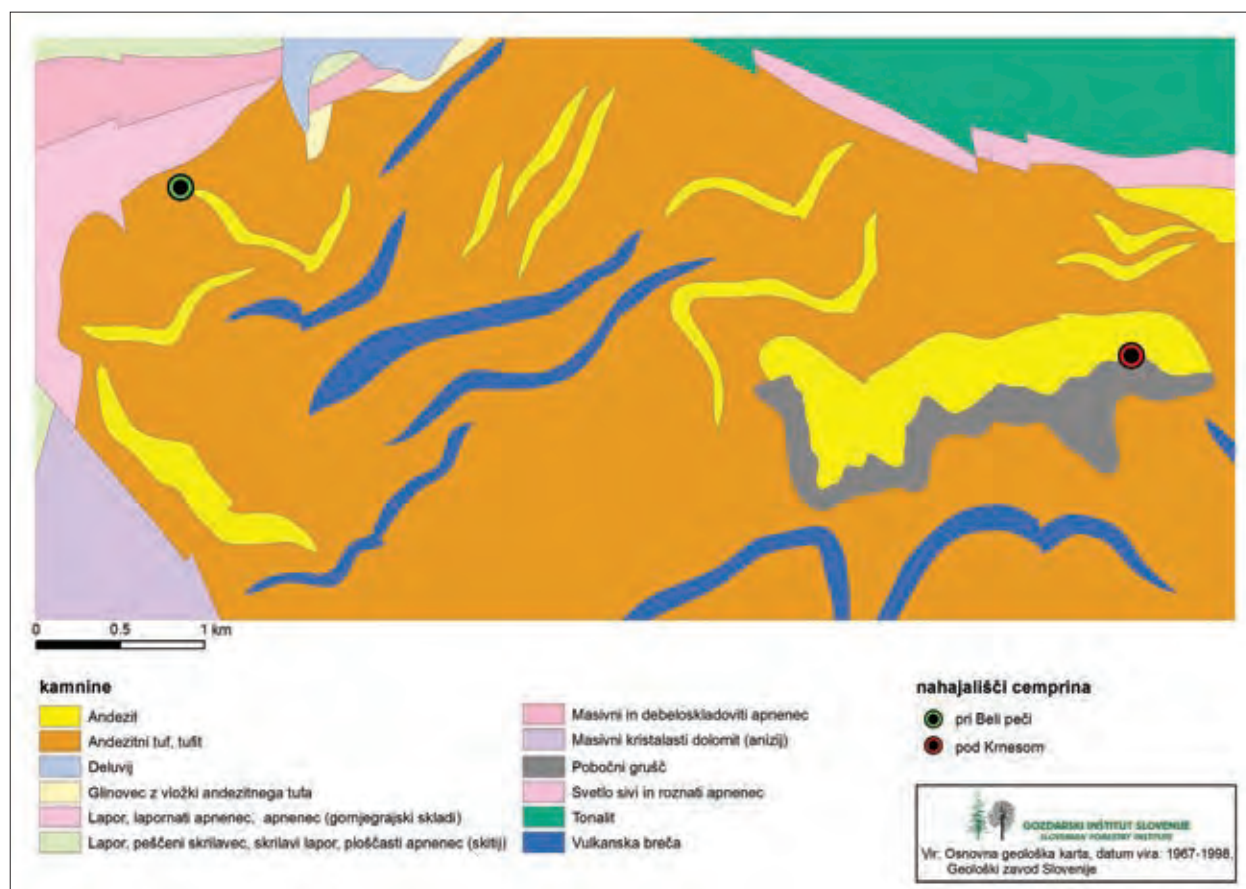 0 0.5 1 km
kamnine
Andezit
Andezitni tuf, tufit
Deluvij
Glinovec z vložki andezitnega tufa
Lapor, lapornati apnenec, apnenec (gornjegrajski skladi)
Lapor, peščeni skrilavec, skrilavi lapor, ploščasti apnenec (skitij)
Masivni in debeloskladoviti apnenec
Masivni kristalasti dolomit (anizij)
Pobočni grušč
Svetlo sivi in roznati apnenec
Tonalit
Vulkanska breča
nahajališči cemprina
pri Beli peči
pod Krnesom
GOZDARSKI INŠTITUT SLOVENIJE
SLOVENIAN FORESTRY INSTITUTE
Vir: Osnovna geološka karta, datum vira: 1967-1998,
Geološki zavod Slovenije